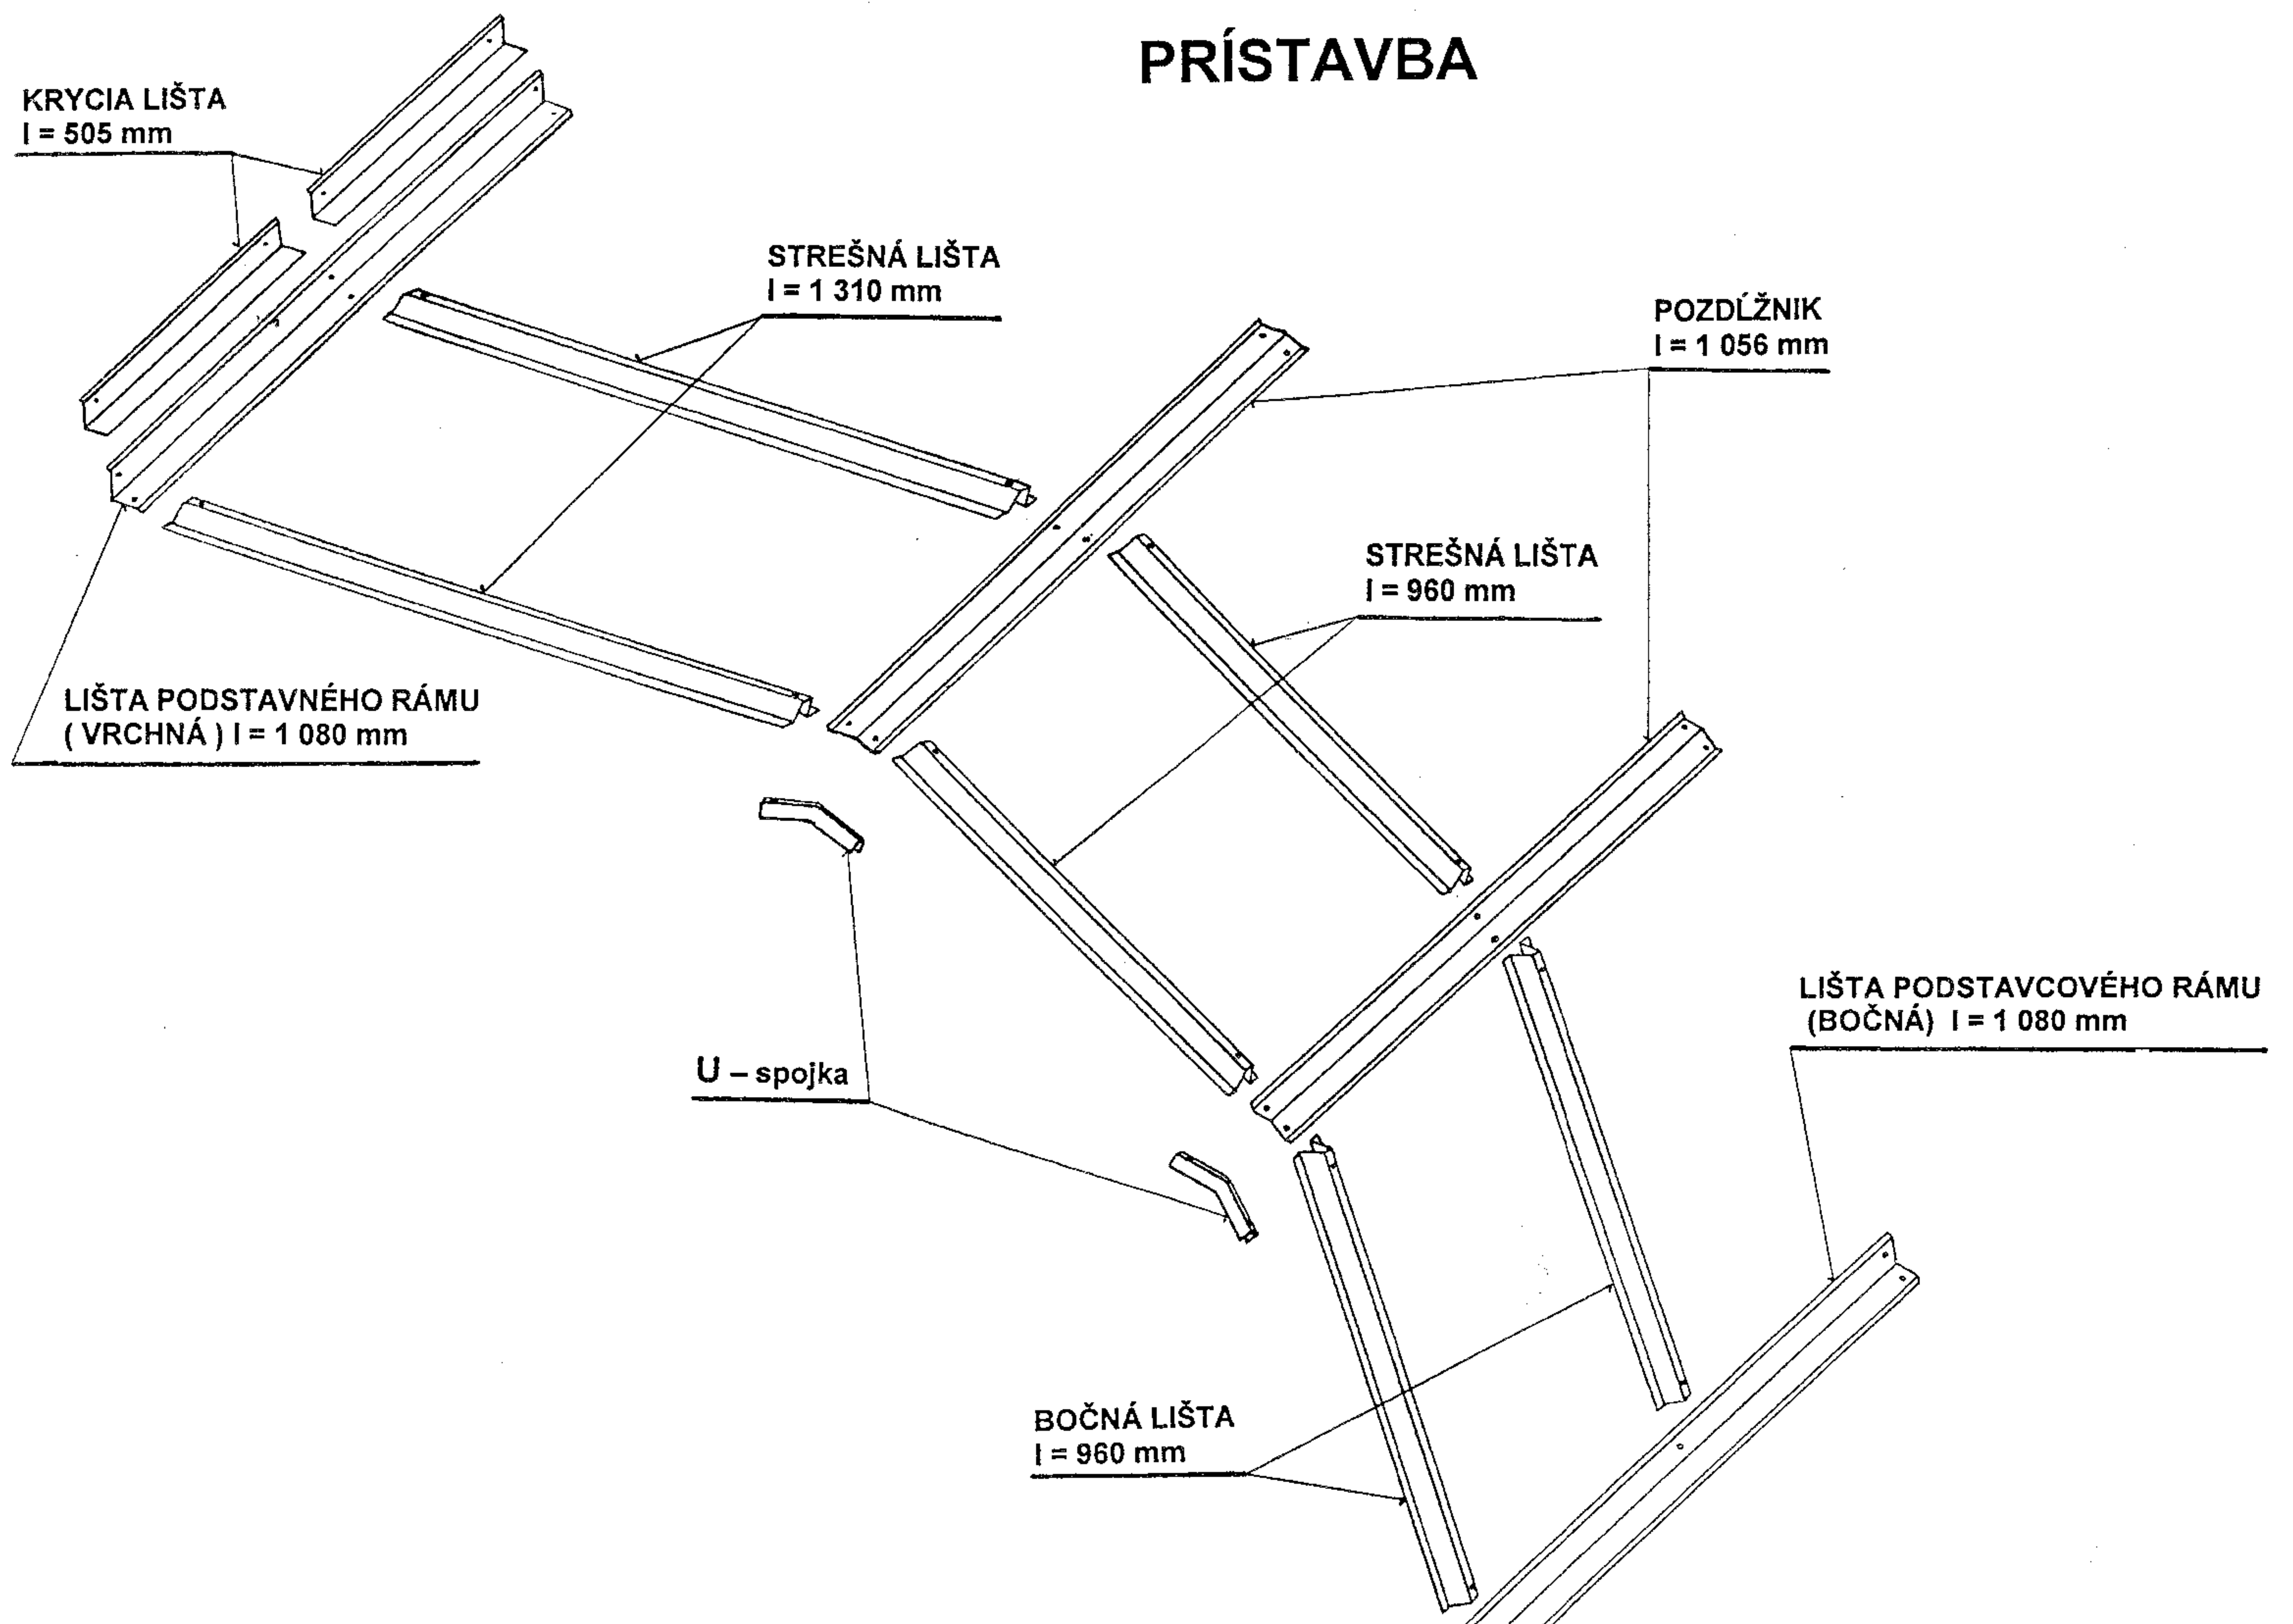 PRÍSTAVBA
KRYCIA LIŠTA
l = 505 mm
STREŠNÁ LIŠTA
l = 1 310 mm
POZDĹŽNIK
l = 1 056 mm
STREŠNÁ LIŠTA
l = 960 mm
LIŠTA PODSTAVNÉHO RÁMU
( VRCHNÁ ) l = 1 080 mm
LIŠTA PODSTAVCOVÉHO RÁMU
(BOČNÁ) l = 1 080 mm
U – spojka
BOČNÁ LIŠTA
l = 960 mm